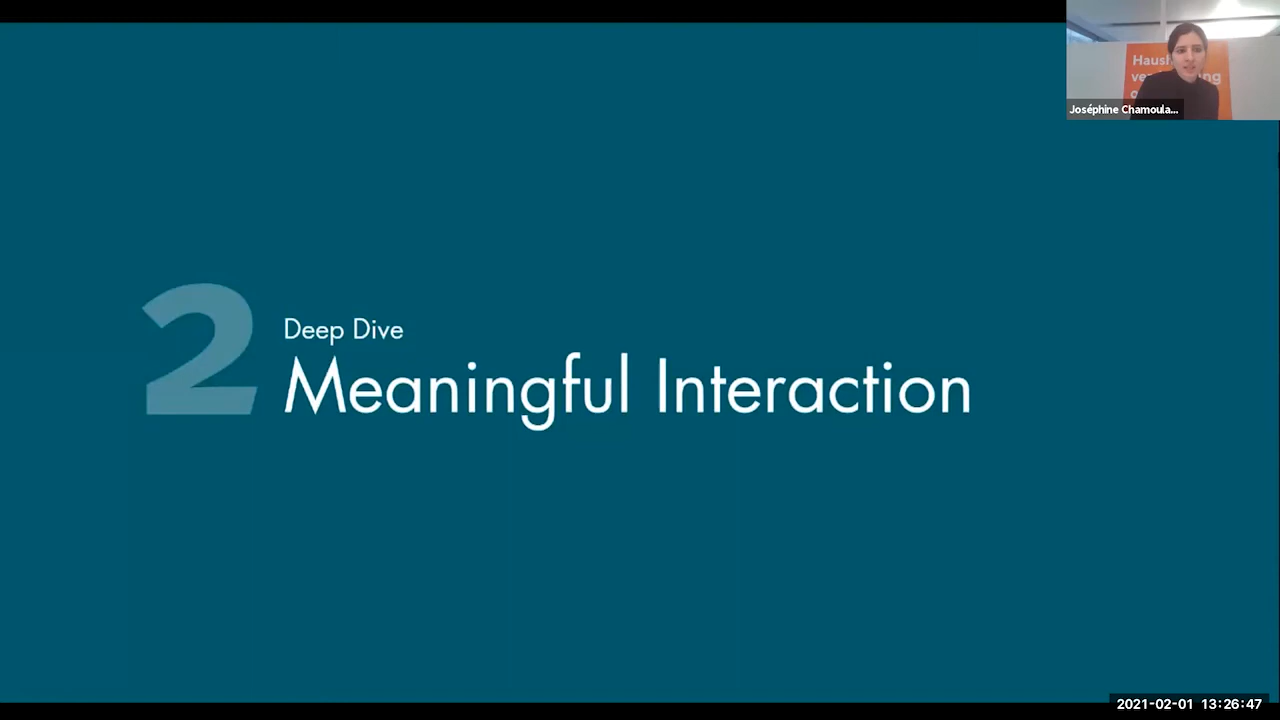 2
Deep Dive
Meaningful Interaction
Joséphine Chamoula...
2021-02-01 13:26:47